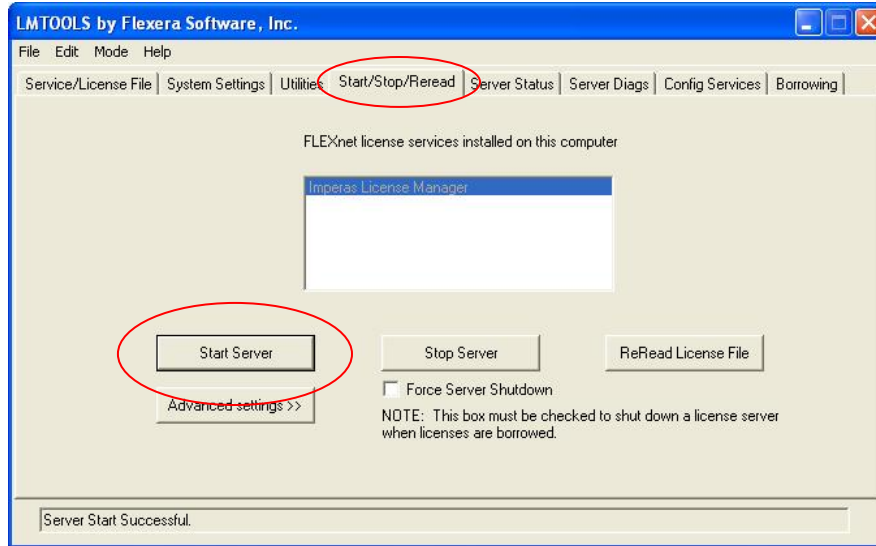 LMTOOLS by Flexera Software, Inc.
File Edit Mode Help
Service/License File System Settings Utilities Start/Stop/Reread Server Status Server Diags Config Services Borrowing
FLEXnet license services installed on this computer
Imperas License Manager
Start Server Stop Server ReRead License File
Force Server Shutdown
Advanced settings >>
NOTE: This box must be checked to shut down a license server
when licenses are borrowed.
Server Start Successful.